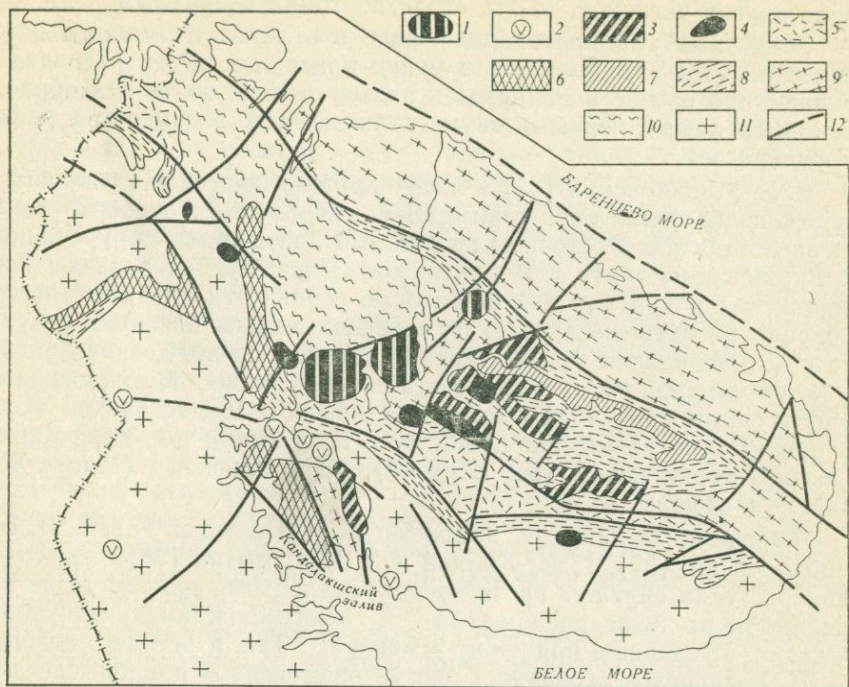 1 2 3 4 5
6 7 8 9
10 11 12
БАРЕНЦЕВО МОРЕ
Кандалакшский
залив
БЕЛОЕ МОРЕ